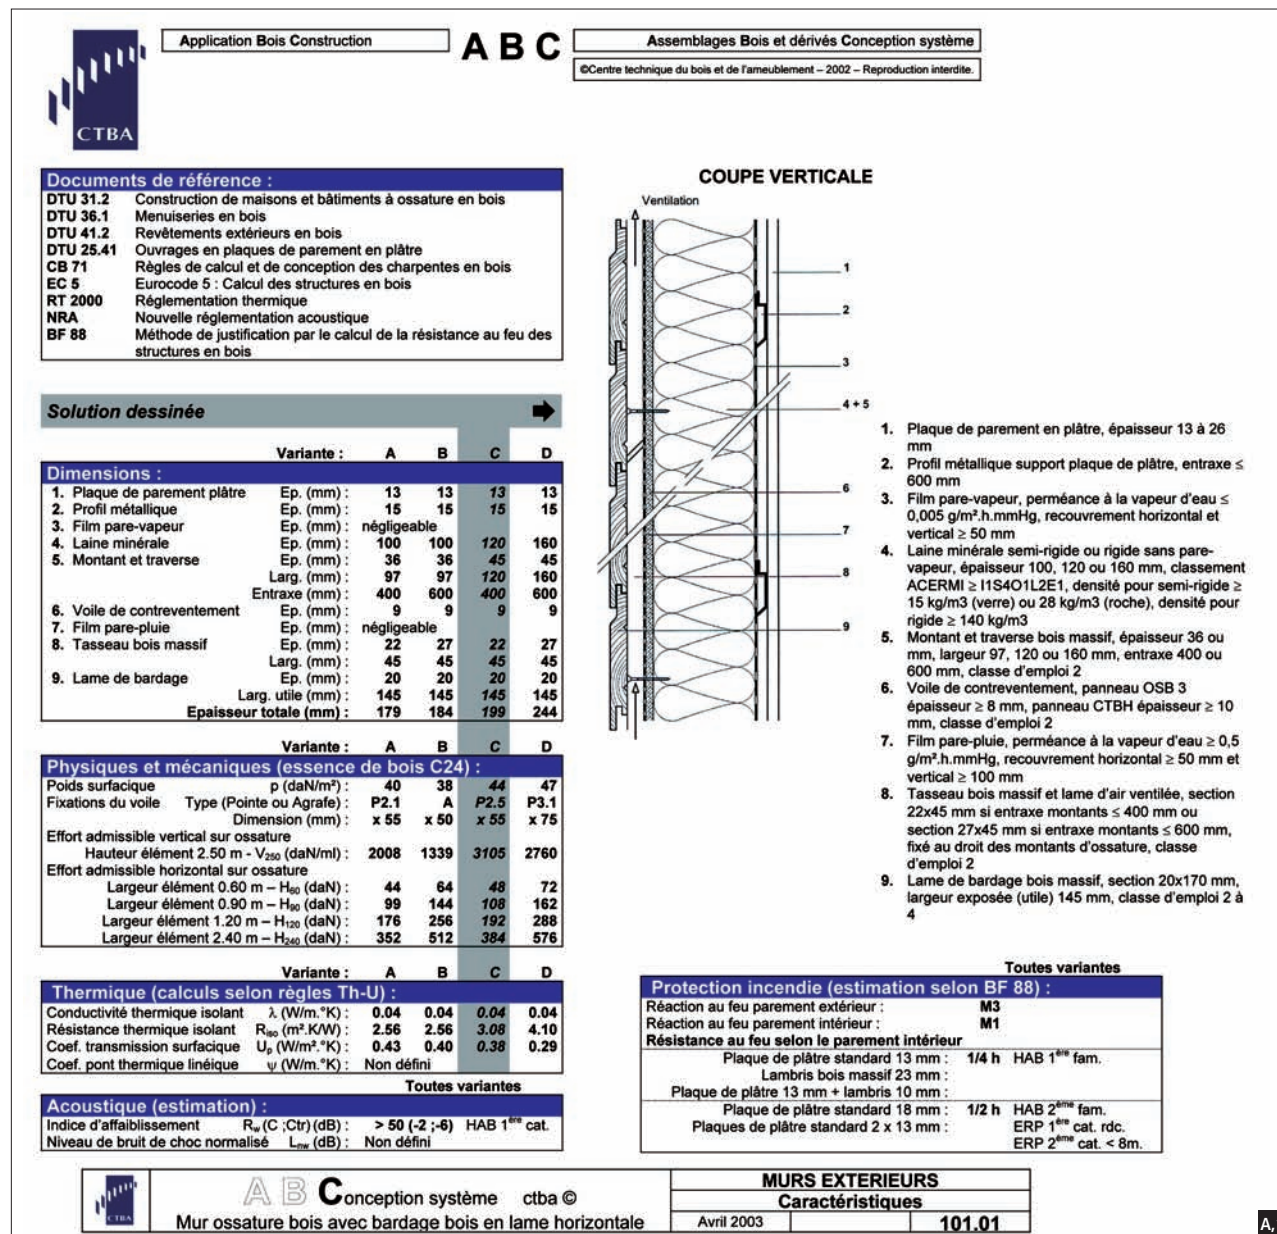 Application Bois Construction
A B C
Assemblages Bois et dérivés Conception système
©Centre technique du bois et de l'ameublement – 2002 – Reproduction interdite.
CTBA
Documents de référence :
DTU 31.2 Construction de maisons et bâtiments à ossature en bois
DTU 36.1 Menuiseries en bois
DTU 41.2 Revêtements extérieurs en bois
DTU 25.41 Ouvrages en plaques de parement en plâtre
CB 71 Règles de calcul et de conception des charpentes en bois
EC 5 Eurocode 5 : Calcul des structures en bois
RT 2000 Réglementation thermique
NRA Nouvelle réglementation acoustique
BF 88 Méthode de justification par le calcul de la résistance au feu des
structures en bois
Solution dessinée
Variante : A B C D
Dimensions :
1. Plaque de parement plâtre Ep. (mm) : 13 13 13 13
2. Profil métallique Ep. (mm) : 15 15 15 15
3. Film pare-vapeur Ep. (mm) : négligeable
4. Laine minérale Ep. (mm) : 100 100 120 160
5. Montant et traverse Ep. (mm) : 36 36 45 45
Larg. (mm) : 97 97 120 160
Entraxe (mm) : 400 600 400 600
6. Voile de contreventement Ep. (mm) : 9 9 9 9
7. Film pare-pluie Ep. (mm) : négligeable
8. Tasseau bois massif Ep. (mm) : 22 27 22 27
Larg. (mm) : 45 45 45 45
9. Lame de bardage Ep. (mm) : 20 20 20 20
Larg. utile (mm) : 145 145 145 145
Epaisseur totale (mm) : 179 184 199 244
Variante : A B C D
Physiques et mécaniques (essence de bois C24) :
Poids surfacique p (daN/m²) : 40 38 44 47
Fixations du voile Type (Pointe ou Agrafe) : P2.1 A P2.5 P3.1
Dimension (mm) : x 55 x 50 x 55 x 75
Effort admissible vertical sur ossature
Hauteur élément 2.50 m - V250 (daN/ml) : 2008 1339 3105 2760
Effort admissible horizontal sur ossature
Largeur élément 0.60 m – H60 (daN) : 44 64 48 72
Largeur élément 0.90 m – H90 (daN) : 99 144 108 162
Largeur élément 1.20 m – H120 (daN) : 176 256 192 288
Largeur élément 2.40 m – H240 (daN) : 352 512 384 576
Variante : A B C D
Thermique (calculs selon règles Th-U) :
Conductivité thermique isolant λ (W/m.°K) : 0.04 0.04 0.04 0.04
Résistance thermique isolant Riso (m².K/W) : 2.56 2.56 3.08 4.10
Coef. transmission surfacique Up (W/m².°K) : 0.43 0.40 0.38 0.29
Coef. pont thermique linéique ψ (W/m.°K) : Non défini
Toutes variantes
Acoustique (estimation) :
Indice d'affaiblissement Rw (C ;Ctr) (dB) : > 50 (-2 ;-6) HAB 1ère cat.
Niveau de bruit de choc normalisé Lnw (dB) : Non défini
COUPE VERTICALE
Ventilation
1
2
3
4 + 5
6
7
8
9
1. Plaque de parement en plâtre, épaisseur 13 à 26
mm
2. Profil métallique support plaque de plâtre, entraxe ≤
600 mm
3. Film pare-vapeur, perméance à la vapeur d'eau ≤
0,005 g/m².h.mmHg, recouvrement horizontal et
vertical ≥ 50 mm
4. Laine minérale semi-rigide ou rigide sans pare-
vapeur, épaisseur 100, 120 ou 160 mm, classement
ACERMI ≥ I1S4O1L2E1, densité pour semi-rigide ≥
15 kg/m3 (verre) ou 28 kg/m3 (roche), densité pour
rigide ≥ 140 kg/m3
5. Montant et traverse bois massif, épaisseur 36 ou
mm, largeur 97, 120 ou 160 mm, entraxe 400 ou
600 mm, classe d'emploi 2
6. Voile de contreventement, panneau OSB 3
épaisseur ≥ 8 mm, panneau CTBH épaisseur ≥ 10
mm, classe d'emploi 2
7. Film pare-pluie, perméance à la vapeur d'eau ≥ 0,5
g/m².h.mmHg, recouvrement horizontal ≥ 50 mm et
vertical ≥ 100 mm
8. Tasseau bois massif et lame d'air ventilée, section
22x45 mm si entraxe montants ≤ 400 mm ou
section 27x45 mm si entraxe montants ≤ 600 mm,
fixé au droit des montants d'ossature, classe
d'emploi 2
9. Lame de bardage bois massif, section 20x170 mm,
largeur exposée (utile) 145 mm, classe d'emploi 2 à
4
Toutes variantes
Protection incendie (estimation selon BF 88) :
Réaction au feu parement extérieur : M3
Réaction au feu parement intérieur : M1
Résistance au feu selon le parement intérieur
Plaque de plâtre standard 13 mm : 1/4 h HAB 1ère fam.
Lambris bois massif 23 mm :
Plaque de plâtre 13 mm + lambris 10 mm :
Plaque de plâtre standard 18 mm : 1/2 h HAB 2ème fam.
Plaques de plâtre standard 2 x 13 mm : ERP 1ère cat. rdc.
ERP 2ème cat. < 8m.
CTBA
A B Conception système ctba ©
Mur ossature bois avec bardage bois en lame horizontale
MURS EXTERIEURS
Caractéristiques
Avril 2003 101.01
A,